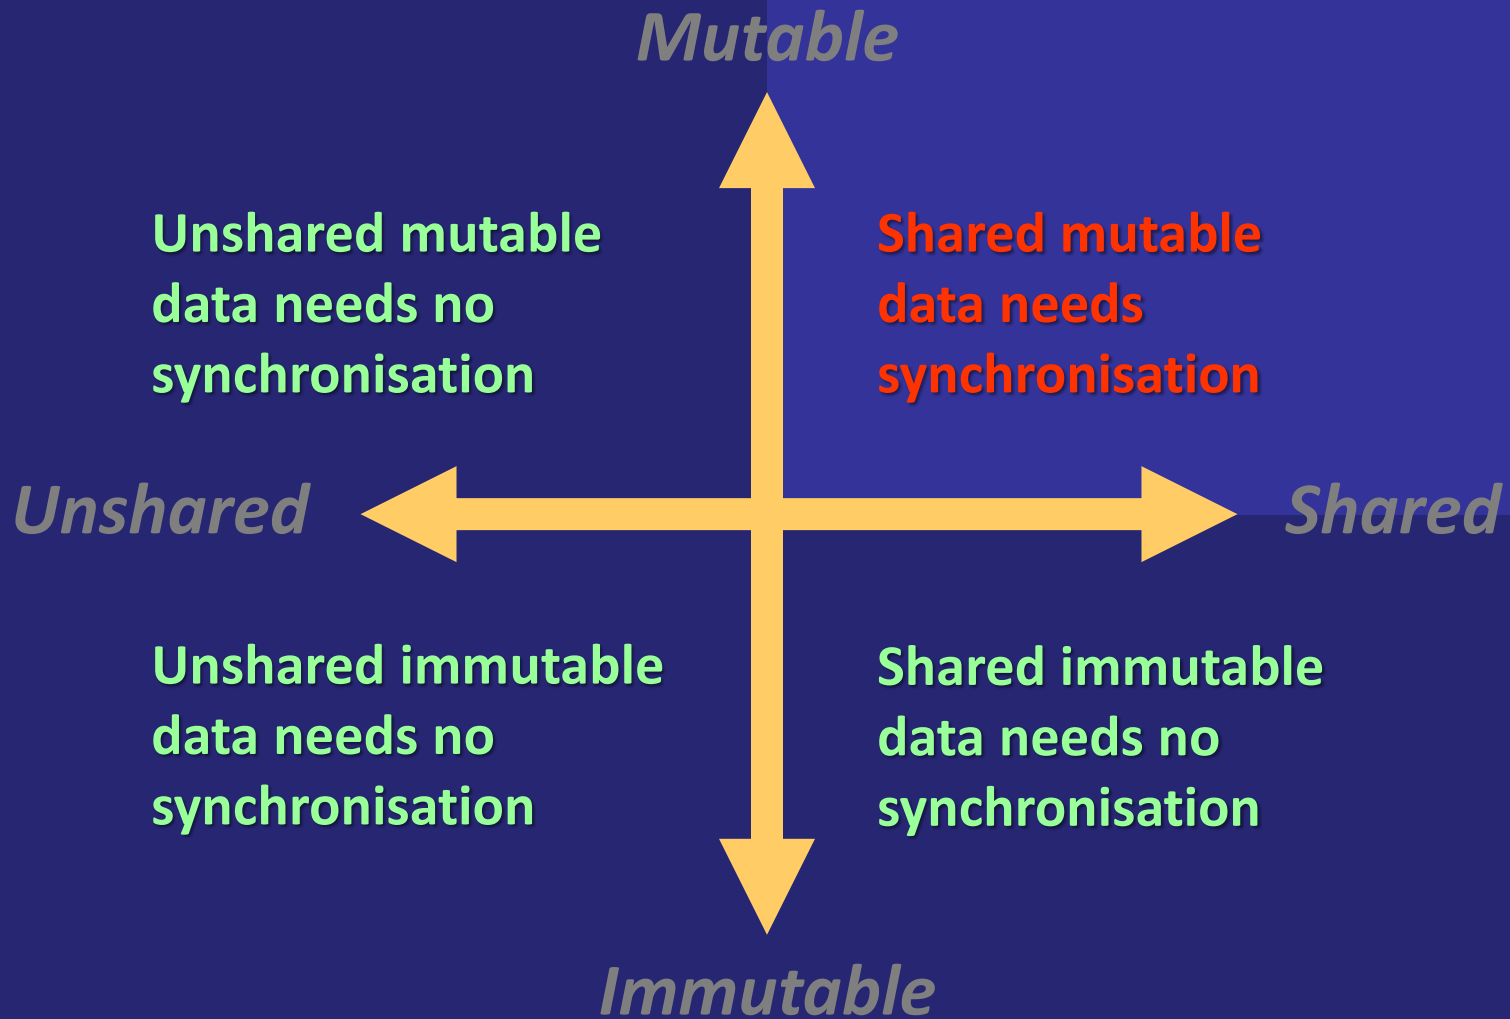 Mutable
Unshared mutable
data needs no
synchronisation
Shared mutable
data needs
synchronisation
Unshared
Shared
Unshared immutable
data needs no
synchronisation
Shared immutable
data needs no
synchronisation
Immutable